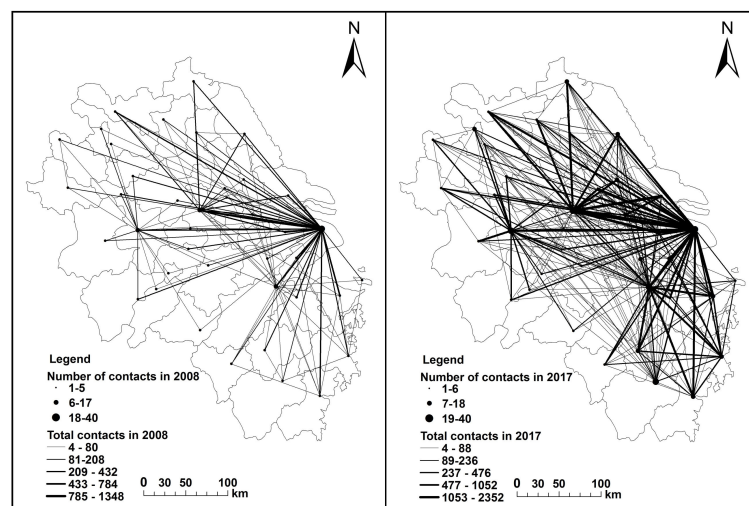 N
Legend
Number of contacts in 2008
1-5
6-17
18-40
Total contacts in 2008
4 - 80
81-208
209 - 432
433 - 784
785 - 1348
0 30 50 100
km
N
Legend
Number of contacts in 2017
1-6
7-18
19-40
Total contacts in 2017
4 - 88
89-236
237 - 476
477 - 1052
1053 - 2352
0 30 50 100
km